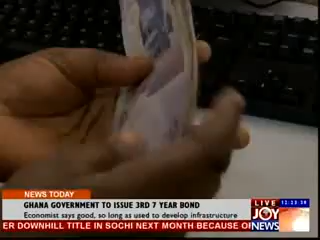 NEWS TODAY
GHANA GOVERNMENT TO ISSUE 3RD 7 YEAR BOND
Economist says good, so long as used to develop infrastructure
ER DOWNHILL TITLE IN SOCHI NEXT MONTH BECAUSE OF
LIVE 12:13:39
JOY
NEWS